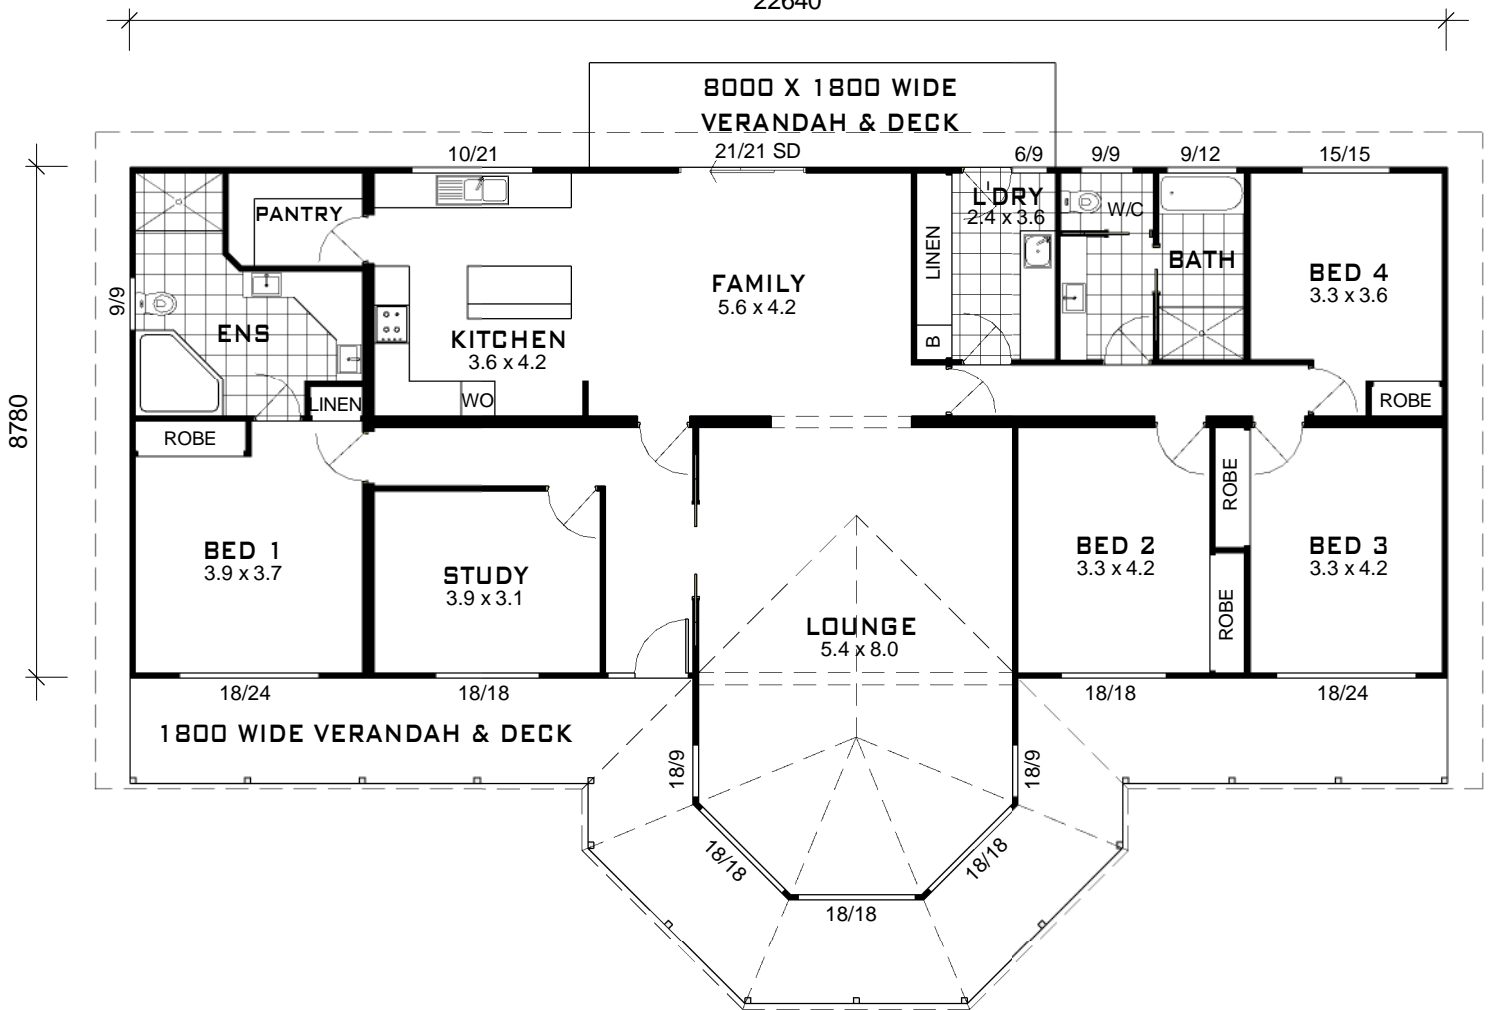 22640
8000 X 1800 WIDE
VERANDAH & DECK
10/21
21/21 SD
6/9
9/9
9/12
15/15
PANTRY
L'DRY
2.4 x 3.6
W/C
LINEN
BATH
BED 4
3.3 x 3.6
FAMILY
5.6 x 4.2
9/9
ENS
KITCHEN
3.6 x 4.2
B
WO
LINEN
ROBE
ROBE
8780
ROBE
BED 1
3.9 x 3.7
STUDY
3.9 x 3.1
BED 2
3.3 x 4.2
BED 3
3.3 x 4.2
ROBE
LOUNGE
5.4 x 8.0
18/24
18/18
18/18
18/24
1800 WIDE VERANDAH & DECK
18/9
18/9
18/18
18/18
18/18